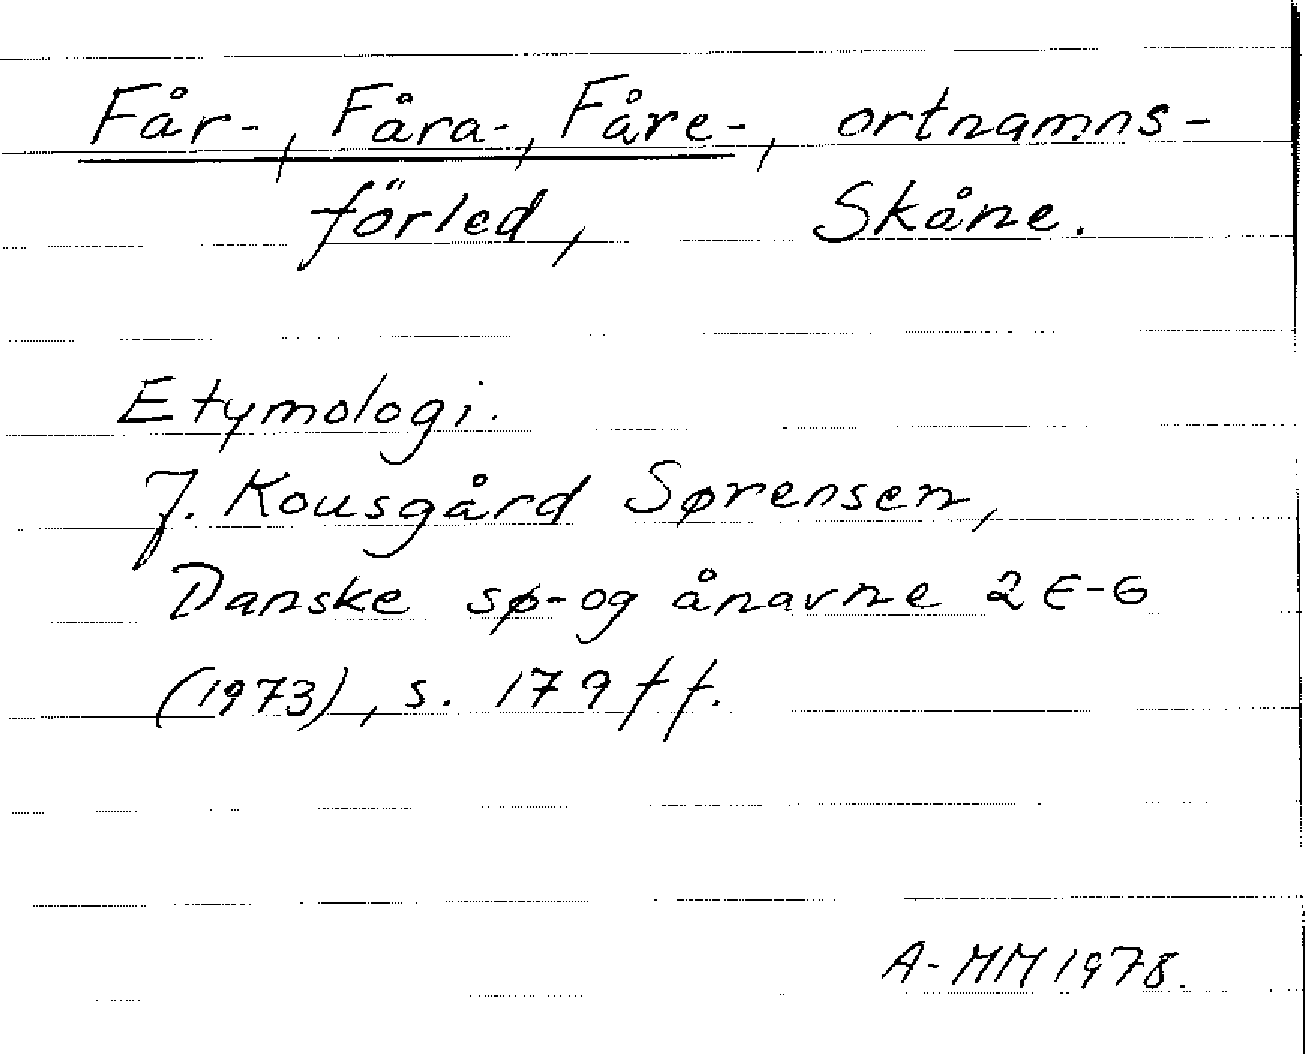 Får-, Fåra-, Fåre-, ortnamns-
förled, Skåne.
Etymologi.
J. Kousgård Sørensen,
Danske sø- og ånavne 2 E-G
(1973), s. 179 ff.
A-MM 1978.